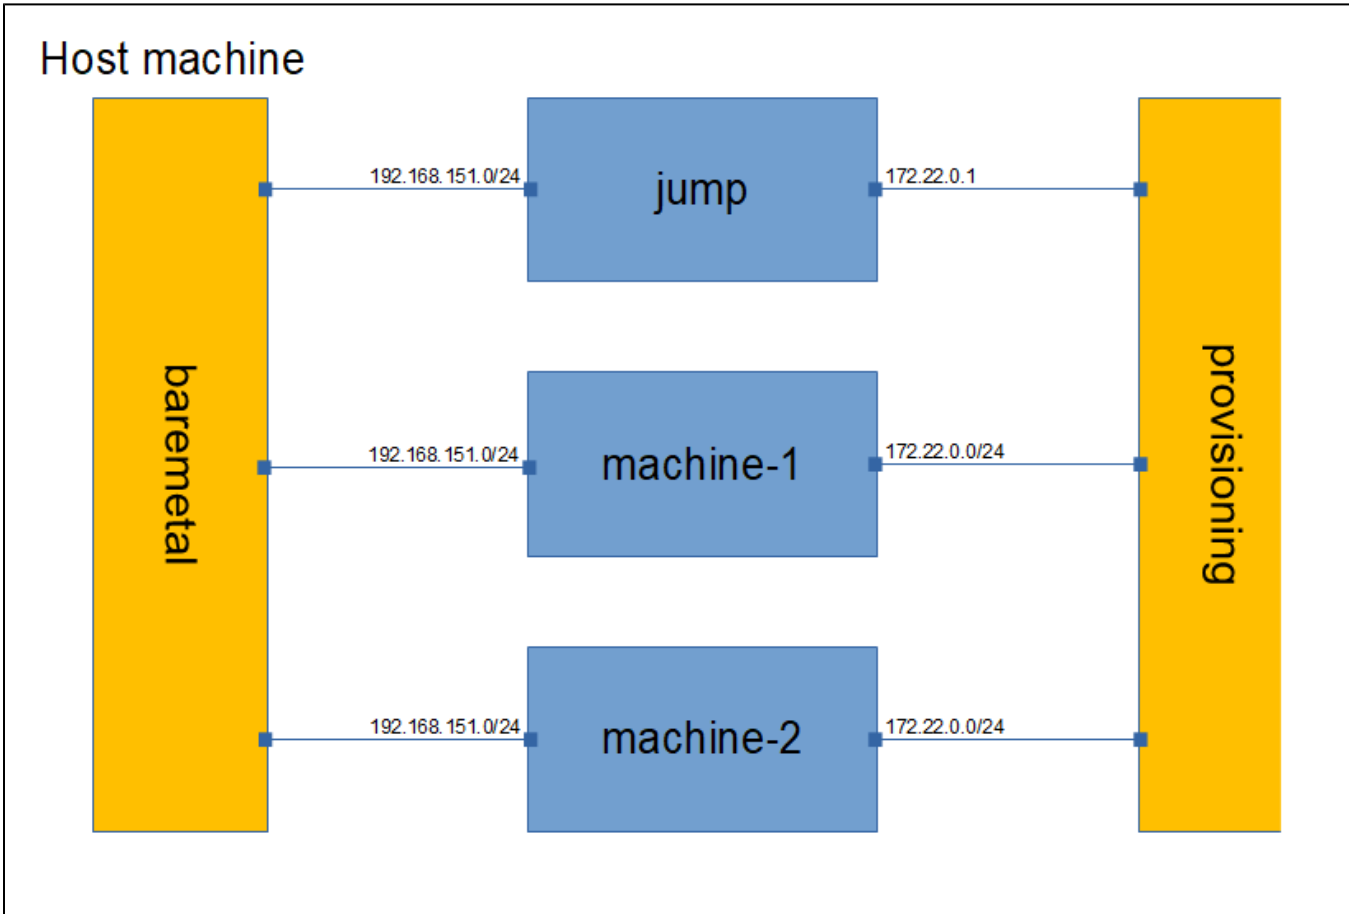 Host machine
192.168.151.0/24
jump
172.22.0.1
baremetal
192.168.151.0/24
machine-1
172.22.0.0/24
provisioning
192.168.151.0/24
machine-2
172.22.0.0/24